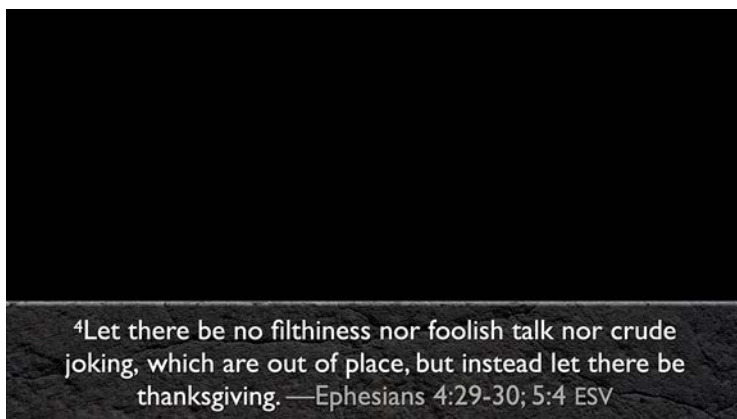 ⁴Let there be no filthiness nor foolish talk nor crude
joking, which are out of place, but instead let there be
thanksgiving. —Ephesians 4:29-30; 5:4 ESV